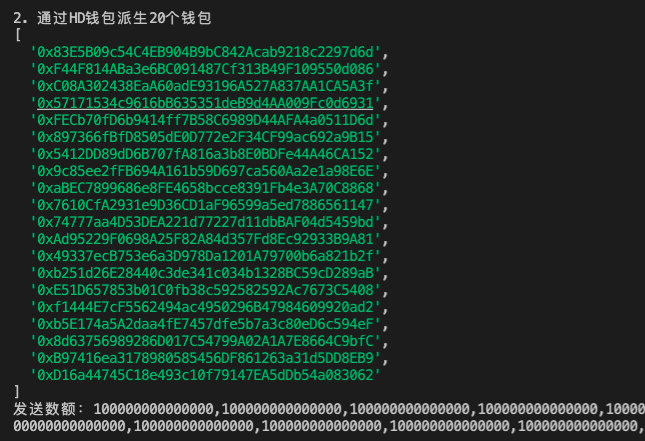 2. 通过HD钱包派生20个钱包
[
'0x83E5B09c54C4EB904B9bC842Acab9218c2297d6d',
'0xF44F814ABa3e6BC091487Cf313B49F109550d086',
'0xC08A302438EaA60adE93196A527A837AA1CA5A3f',
'0x57171534c9616bB635351deB9d4AA009Fc0d6931',
'0xFECb70fD6b9414ff7B58C6989D44AFA4a0511D6d',
'0x897366fBfD8505dE0D772e2F34CF99ac692a9B15',
'0x5412DD89dD6B707fA816a3b8E0BDFe44A46CA152',
'0x9c85ee2fFB694A161b59D697ca560Aa2e1a98E6E',
'0xaBEC7899686e8FE4658bcce8391Fb4e3A70C8868',
'0x7610CfA2931e9D36CD1aF96599a5ed7886561147',
'0x74777aa4D53DEA221d77227d11dbBAF04d5459bd',
'0xAd95229F0698A25F82A84d357Fd8Ec92933B9A81',
'0x49337ecB753e6a3D978Da1201A79700b6a821b2f',
'0xb251d26E28440c3de341c034b1328BC59cD289aB',
'0xE51D657853b01C0fb38c592582592Ac7673C5408',
'0xf1444E7cF5562494ac4950296B47984609920ad2',
'0xb5E174a5A2daa4fE7457dfe5b7a3c80eD6c594eF',
'0x8d63756989286D017C54799A02A1A7E8664C9bfC',
'0xB97416ea3178980585456DF861263a31d5DD8EB9',
'0xD16a44745C18e493c10f79147EA5dDb54a083062'
]
发送数额: 100000000000000,100000000000000,100000000000000,100000000000000,10000
00000000000000,100000000000000,100000000000000,100000000000000,100000000000000,